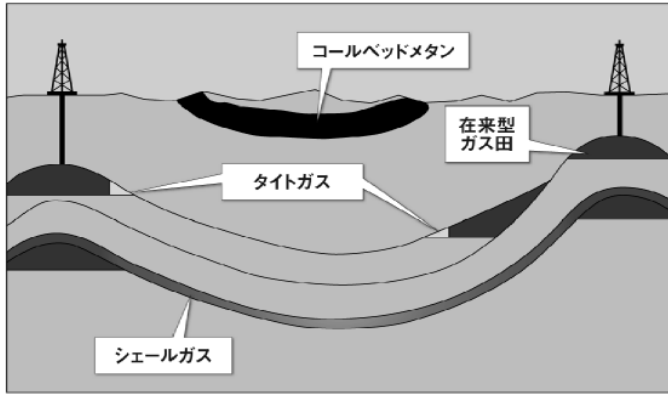 コールベッドメタン
在来型
ガス田
タイトガス
シェールガス